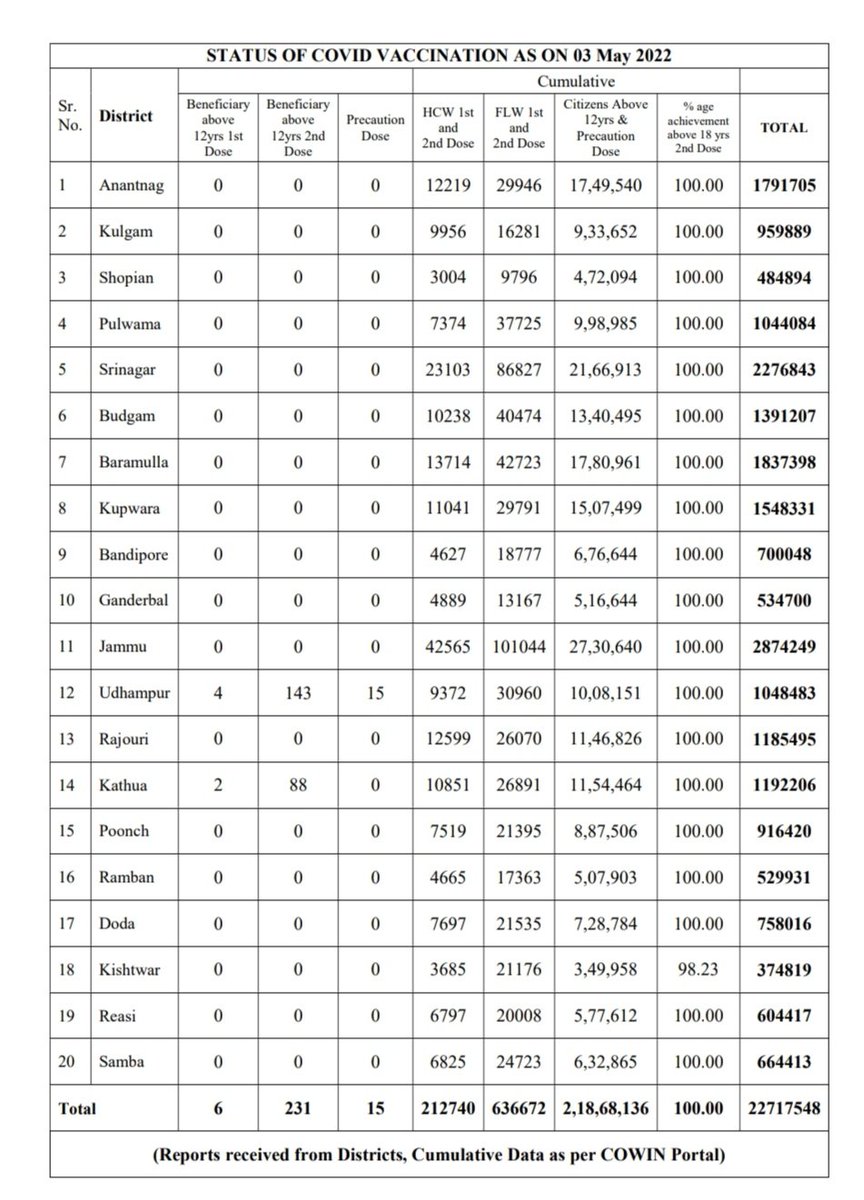 STATUS OF COVID VACCINATION AS ON 03 May 2022
Cumulative
Sr. No. District Beneficiary above 12yrs 1st Dose Beneficiary above 12yrs 2nd Dose Precaution Dose HCW 1st and 2nd Dose FLW 1st and 2nd Dose Citizens Above 12yrs & Precaution Dose % age achievement above 18 yrs 2nd Dose TOTAL
1 Anantnag 0 0 0 12219 29946 17,49,540 100.00 1791705
2 Kulgam 0 0 0 9956 16281 9,33,652 100.00 959889
3 Shopian 0 0 0 3004 9796 4,72,094 100.00 484894
4 Pulwama 0 0 0 7374 37725 9,98,985 100.00 1044084
5 Srinagar 0 0 0 23103 86827 21,66,913 100.00 2276843
6 Budgam 0 0 0 10238 40474 13,40,495 100.00 1391207
7 Baramulla 0 0 0 13714 42723 17,80,961 100.00 1837398
8 Kupwara 0 0 0 11041 29791 15,07,499 100.00 1548331
9 Bandipore 0 0 0 4627 18777 6,76,644 100.00 700048
10 Ganderbal 0 0 0 4889 13167 5,16,644 100.00 534700
11 Jammu 0 0 0 42565 101044 27,30,640 100.00 2874249
12 Udhampur 4 143 15 9372 30960 10,08,151 100.00 1048483
13 Rajouri 0 0 0 12599 26070 11,46,826 100.00 1185495
14 Kathua 2 88 0 10851 26891 11,54,464 100.00 1192206
15 Poonch 0 0 0 7519 21395 8,87,506 100.00 916420
16 Ramban 0 0 0 4665 17363 5,07,903 100.00 529931
17 Doda 0 0 0 7697 21535 7,28,784 100.00 758016
18 Kishtwar 0 0 0 3685 21176 3,49,958 98.23 374819
19 Reasi 0 0 0 6797 20008 5,77,612 100.00 604417
20 Samba 0 0 0 6825 24723 6,32,865 100.00 664413
Total 6 231 15 212740 636672 2,18,68,136 100.00 22717548
(Reports received from Districts, Cumulative Data as per COWIN Portal)